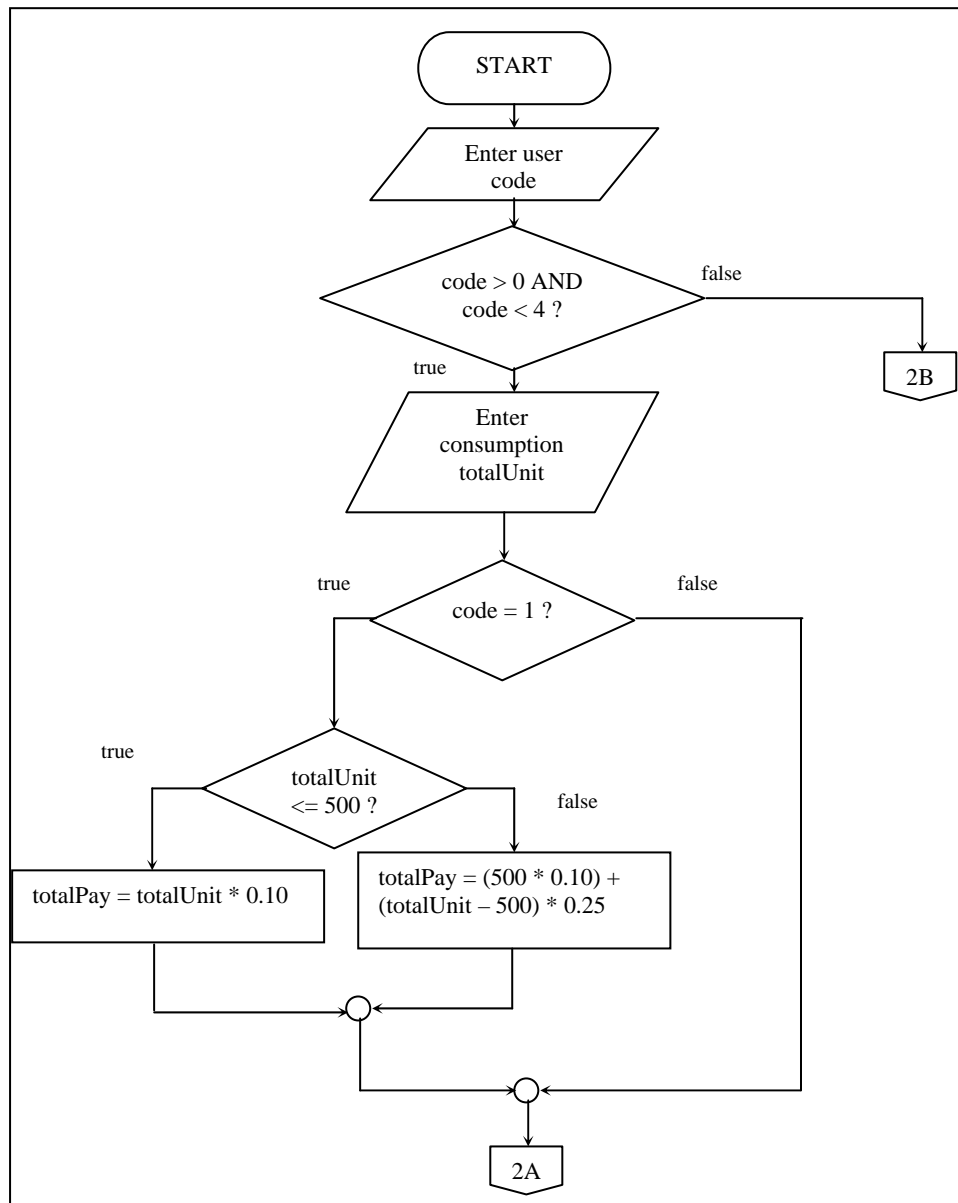 START
Enter user
code
code > 0 AND
code < 4 ?
false
true
2B
Enter
consumption
totalUnit
true
false
code = 1 ?
true
totalUnit
<= 500 ?
false
totalPay = totalUnit * 0.10
totalPay = (500 * 0.10) +
(totalUnit – 500) * 0.25
2A